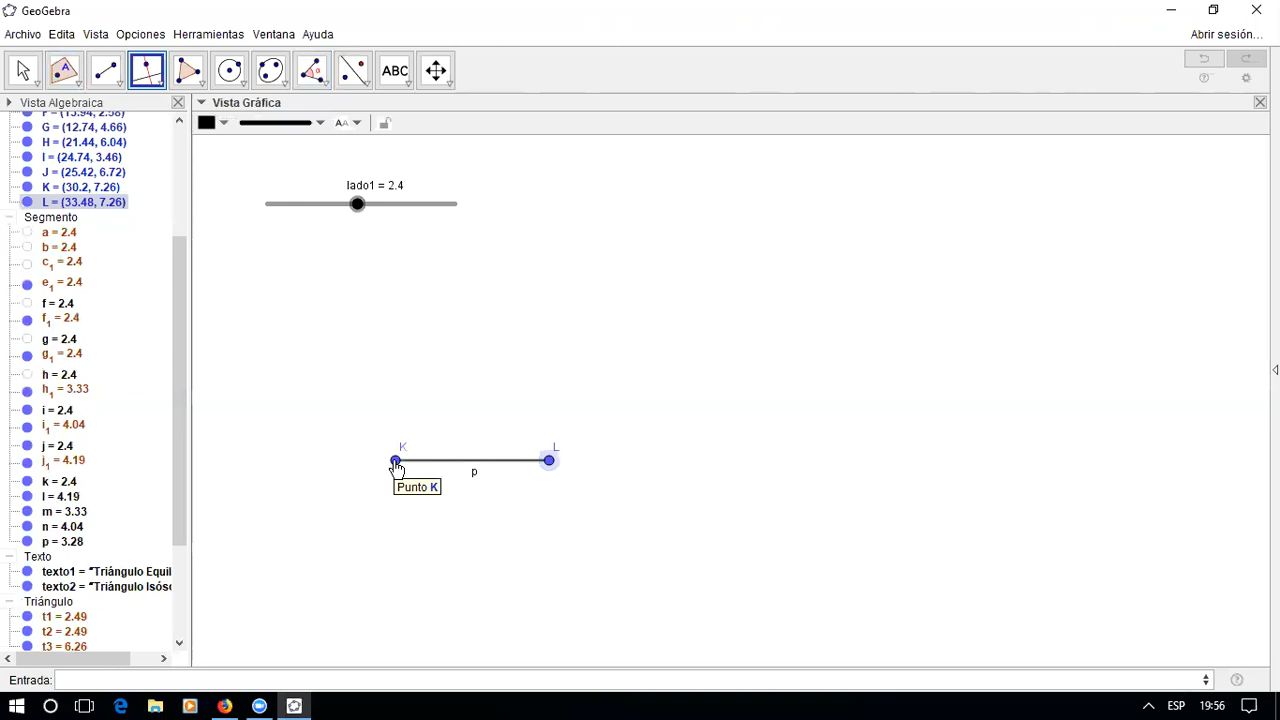 GeoGebra
Archivo Edita Vista Opciones Herramientas Ventana Ayuda
Abrir sesión...
A
α
ABC
Vista Algebraica
Vista Gráfica
AA
F = (13.94, 2.58)
G = (12.74, 4.66)
H = (21.44, 6.04)
I = (24.74, 3.46)
J = (25.42, 6.72)
K = (30.2, 7.26)
L = (33.48, 7.26)
Segmento
a = 2.4
b = 2.4
c1 = 2.4
e1 = 2.4
f = 2.4
f1 = 2.4
g = 2.4
g1 = 2.4
h = 2.4
h1 = 3.33
i = 2.4
i1 = 4.04
j = 2.4
j1 = 4.19
k = 2.4
l = 4.19
m = 3.33
n = 4.04
p = 3.28
Texto
texto1 = "Triángulo Equil
texto2 = "Triángulo Isósc
Triángulo
t1 = 2.49
t2 = 2.49
t3 = 6.26
lado1 = 2.4
K
L
p
Punto K
Entrada:
ESP
19:56